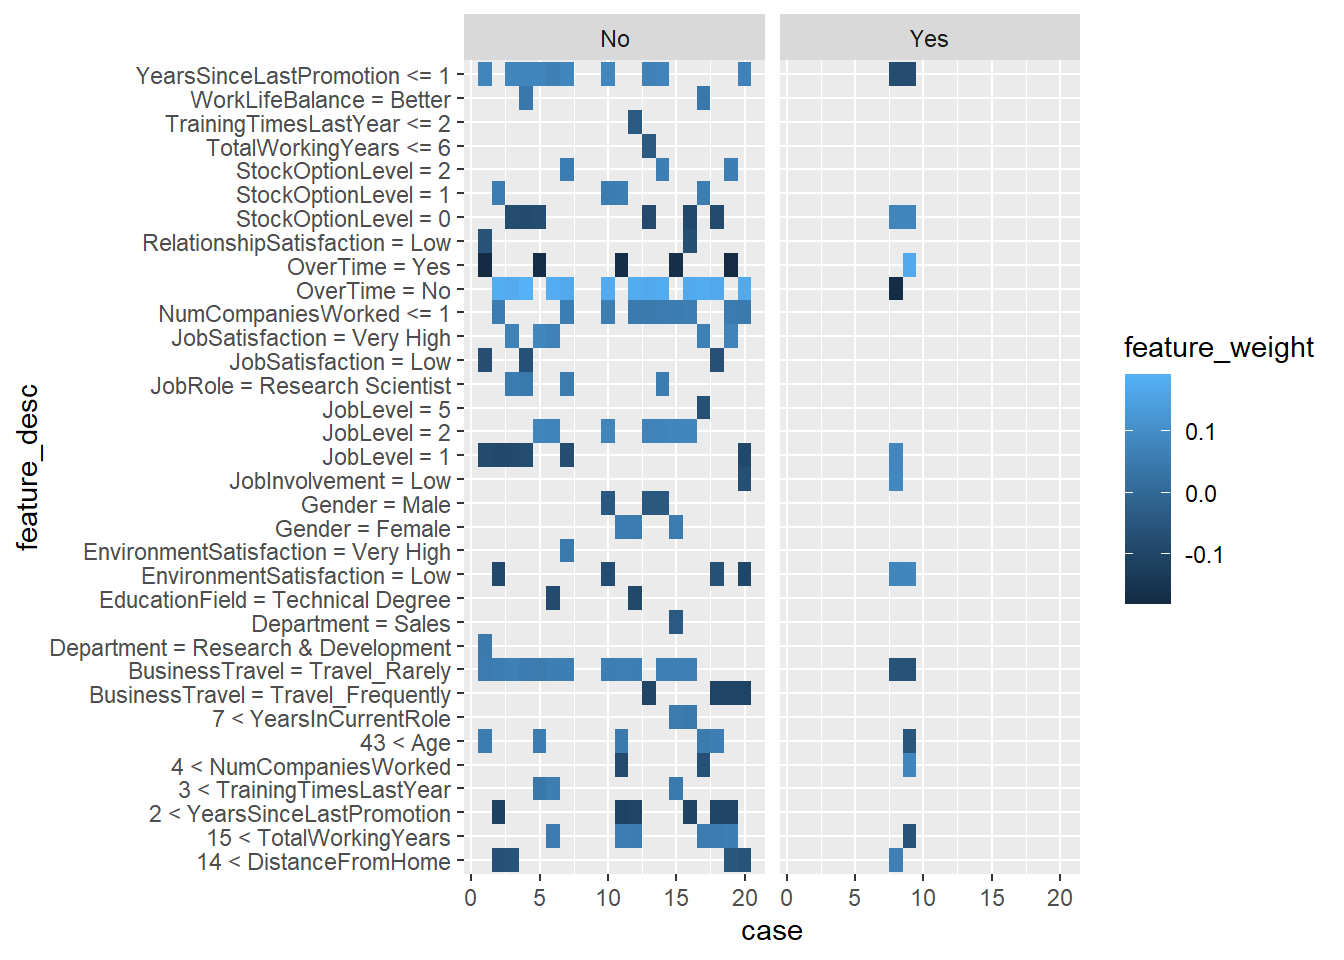 No Yes
YearsSinceLastPromotion <= 1
WorkLifeBalance = Better
TrainingTimesLastYear <= 2
TotalWorkingYears <= 6
StockOptionLevel = 2
StockOptionLevel = 1
StockOptionLevel = 0
RelationshipSatisfaction = Low
OverTime = Yes
OverTime = No
NumCompaniesWorked <= 1
JobSatisfaction = Very High
JobSatisfaction = Low
JobRole = Research Scientist
JobLevel = 5
JobLevel = 2
JobLevel = 1
JobInvolvement = Low
Gender = Male
Gender = Female
EnvironmentSatisfaction = Very High
EnvironmentSatisfaction = Low
EducationField = Technical Degree
Department = Sales
Department = Research & Development
BusinessTravel = Travel_Rarely
BusinessTravel = Travel_Frequently
7 < YearsInCurrentRole
43 < Age
4 < NumCompaniesWorked
3 < TrainingTimesLastYear
2 < YearsSinceLastPromotion
15 < TotalWorkingYears
14 < DistanceFromHome
feature_desc
0 5 10 15 20 0 5 10 15 20
case
feature_weight
0.1
0.0
-0.1